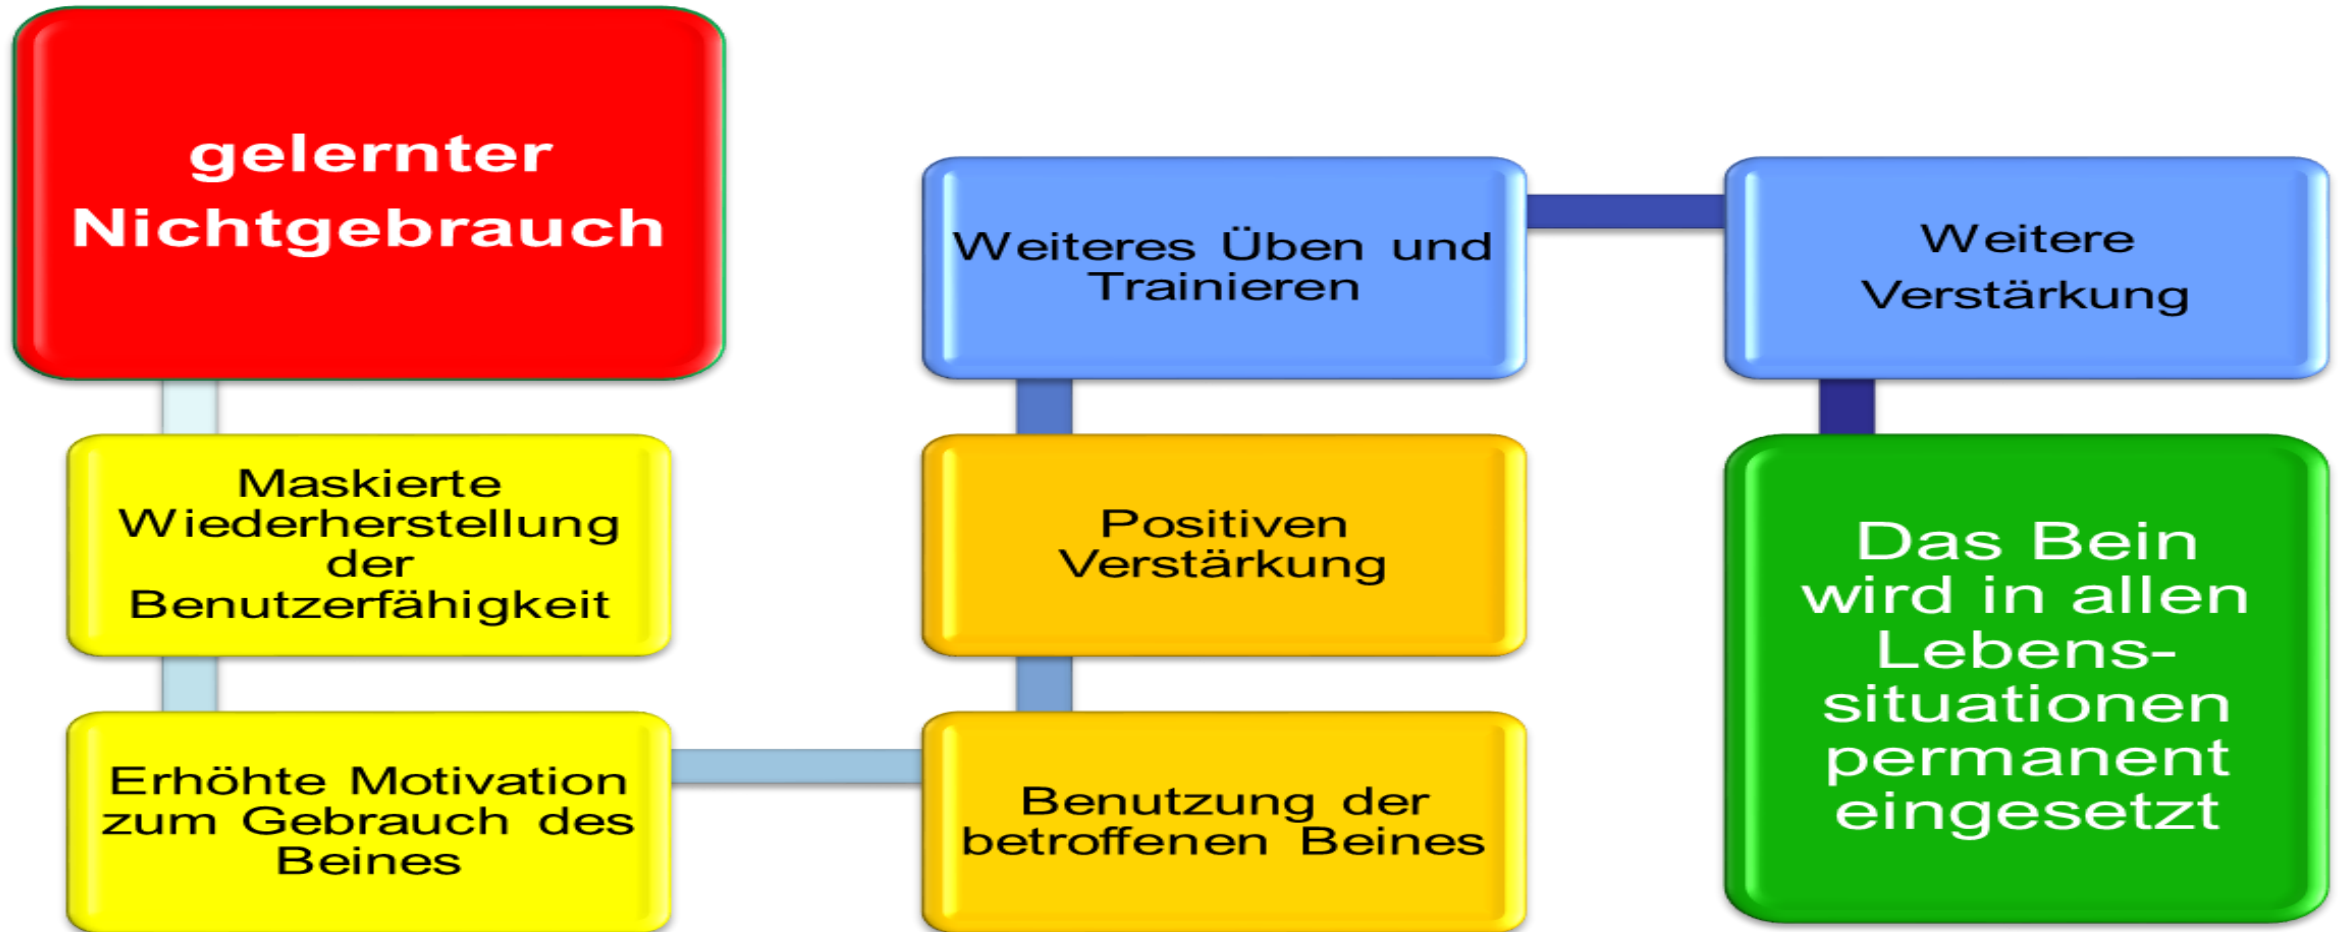 gelernter
Nichtgebrauch
Maskierte
Wiederherstellung
der
Benutzerfähigkeit
Erhöhte Motivation
zum Gebrauch des
Beines
Benutzung der
betroffenen Beines
Positiven
Verstärkung
Weiteres Üben und
Trainieren
Weitere
Verstärkung
Das Bein
wird in allen
Lebens-
situationen
permanent
eingesetzt